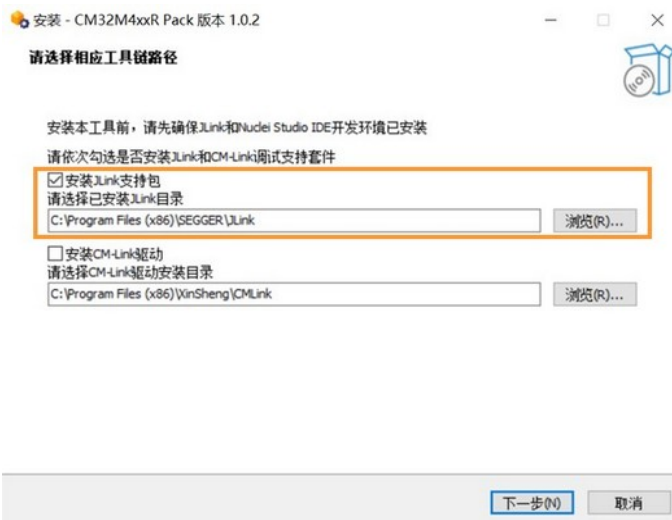 安装 - CM32M4xxR Pack 版本 1.0.2
请选择相应工具链路径
安装本工具前，请先确保JLink和Nuclei Studio IDE开发环境已安装
请依次勾选是否安装JLink和CM-Link调试支持套件
安装JLink支持包
请选择已安装JLink目录
C:\Program Files (x86)\SEGGER\JLink
浏览(R)...
安装CM-Link驱动
请选择CM-Link驱动安装目录
C:\Program Files (x86)\XinSheng\CMLink
浏览(R)...
下一步(N)
取消